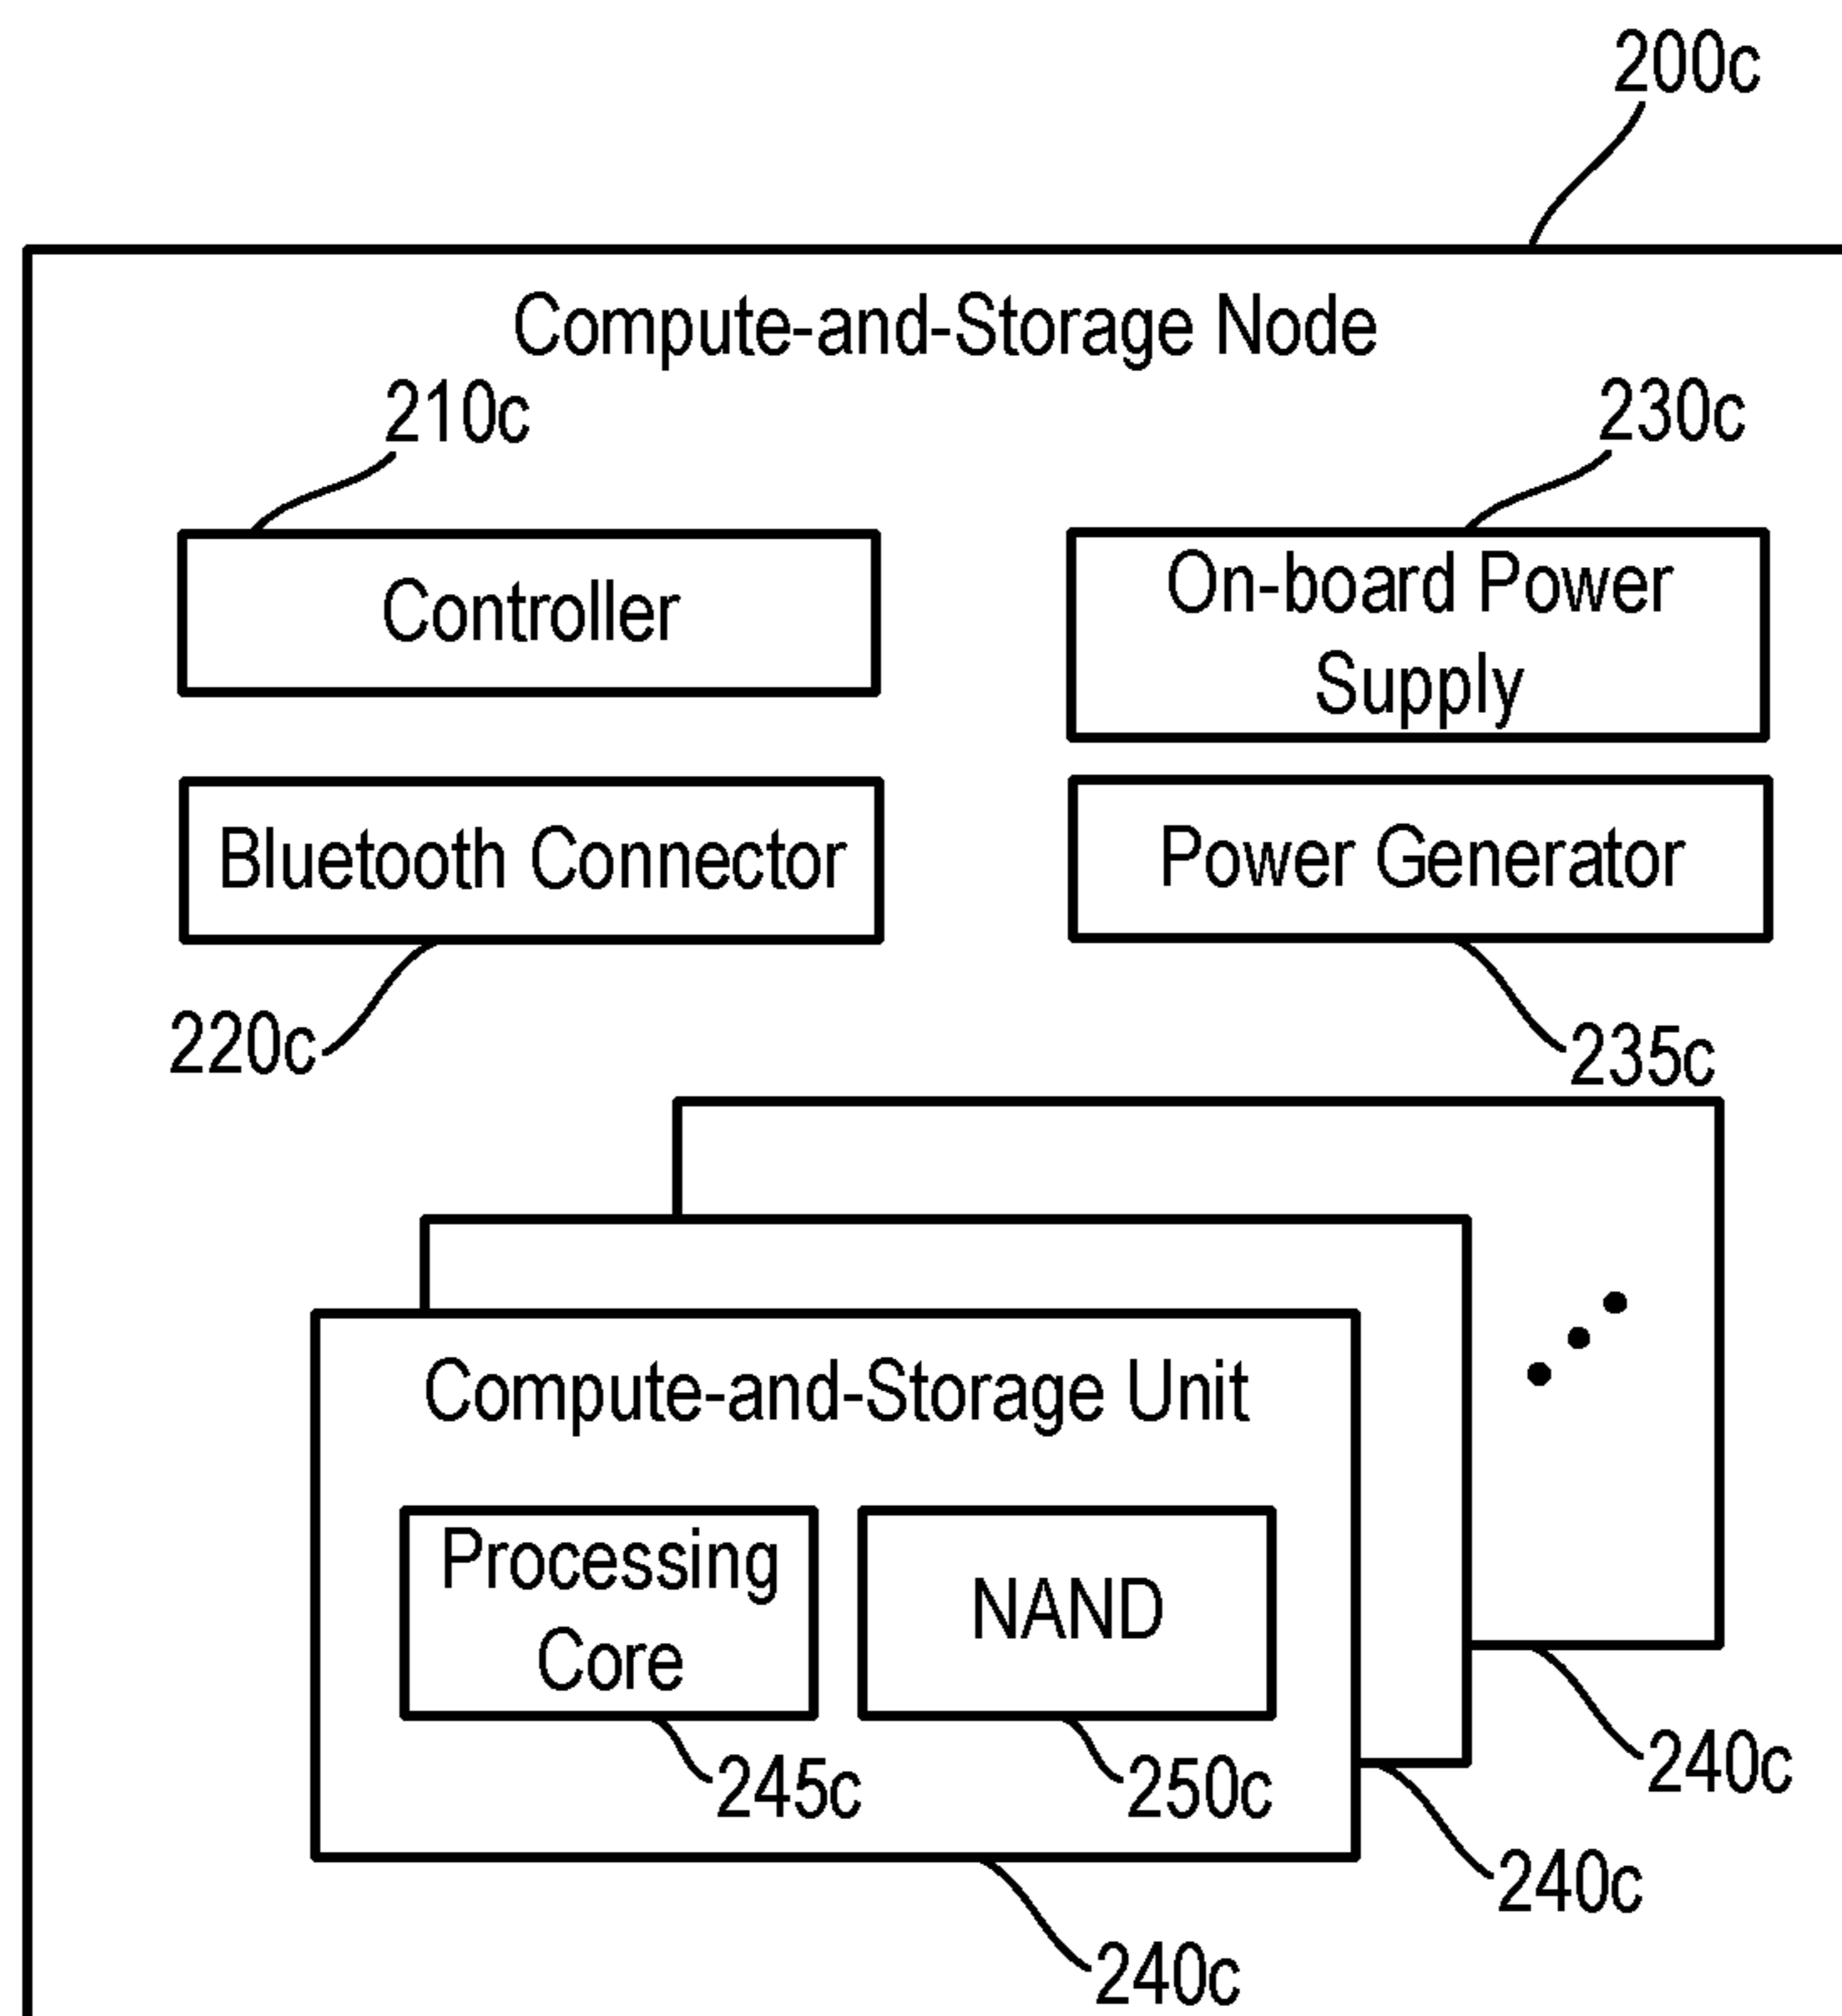 200c
Compute-and-Storage Node
210c
230c
Controller
On-board Power
Supply
Bluetooth Connector
Power Generator
220c
235c
Compute-and-Storage Unit
Processing
Core
NAND
245c
250c
240c
240c
240c